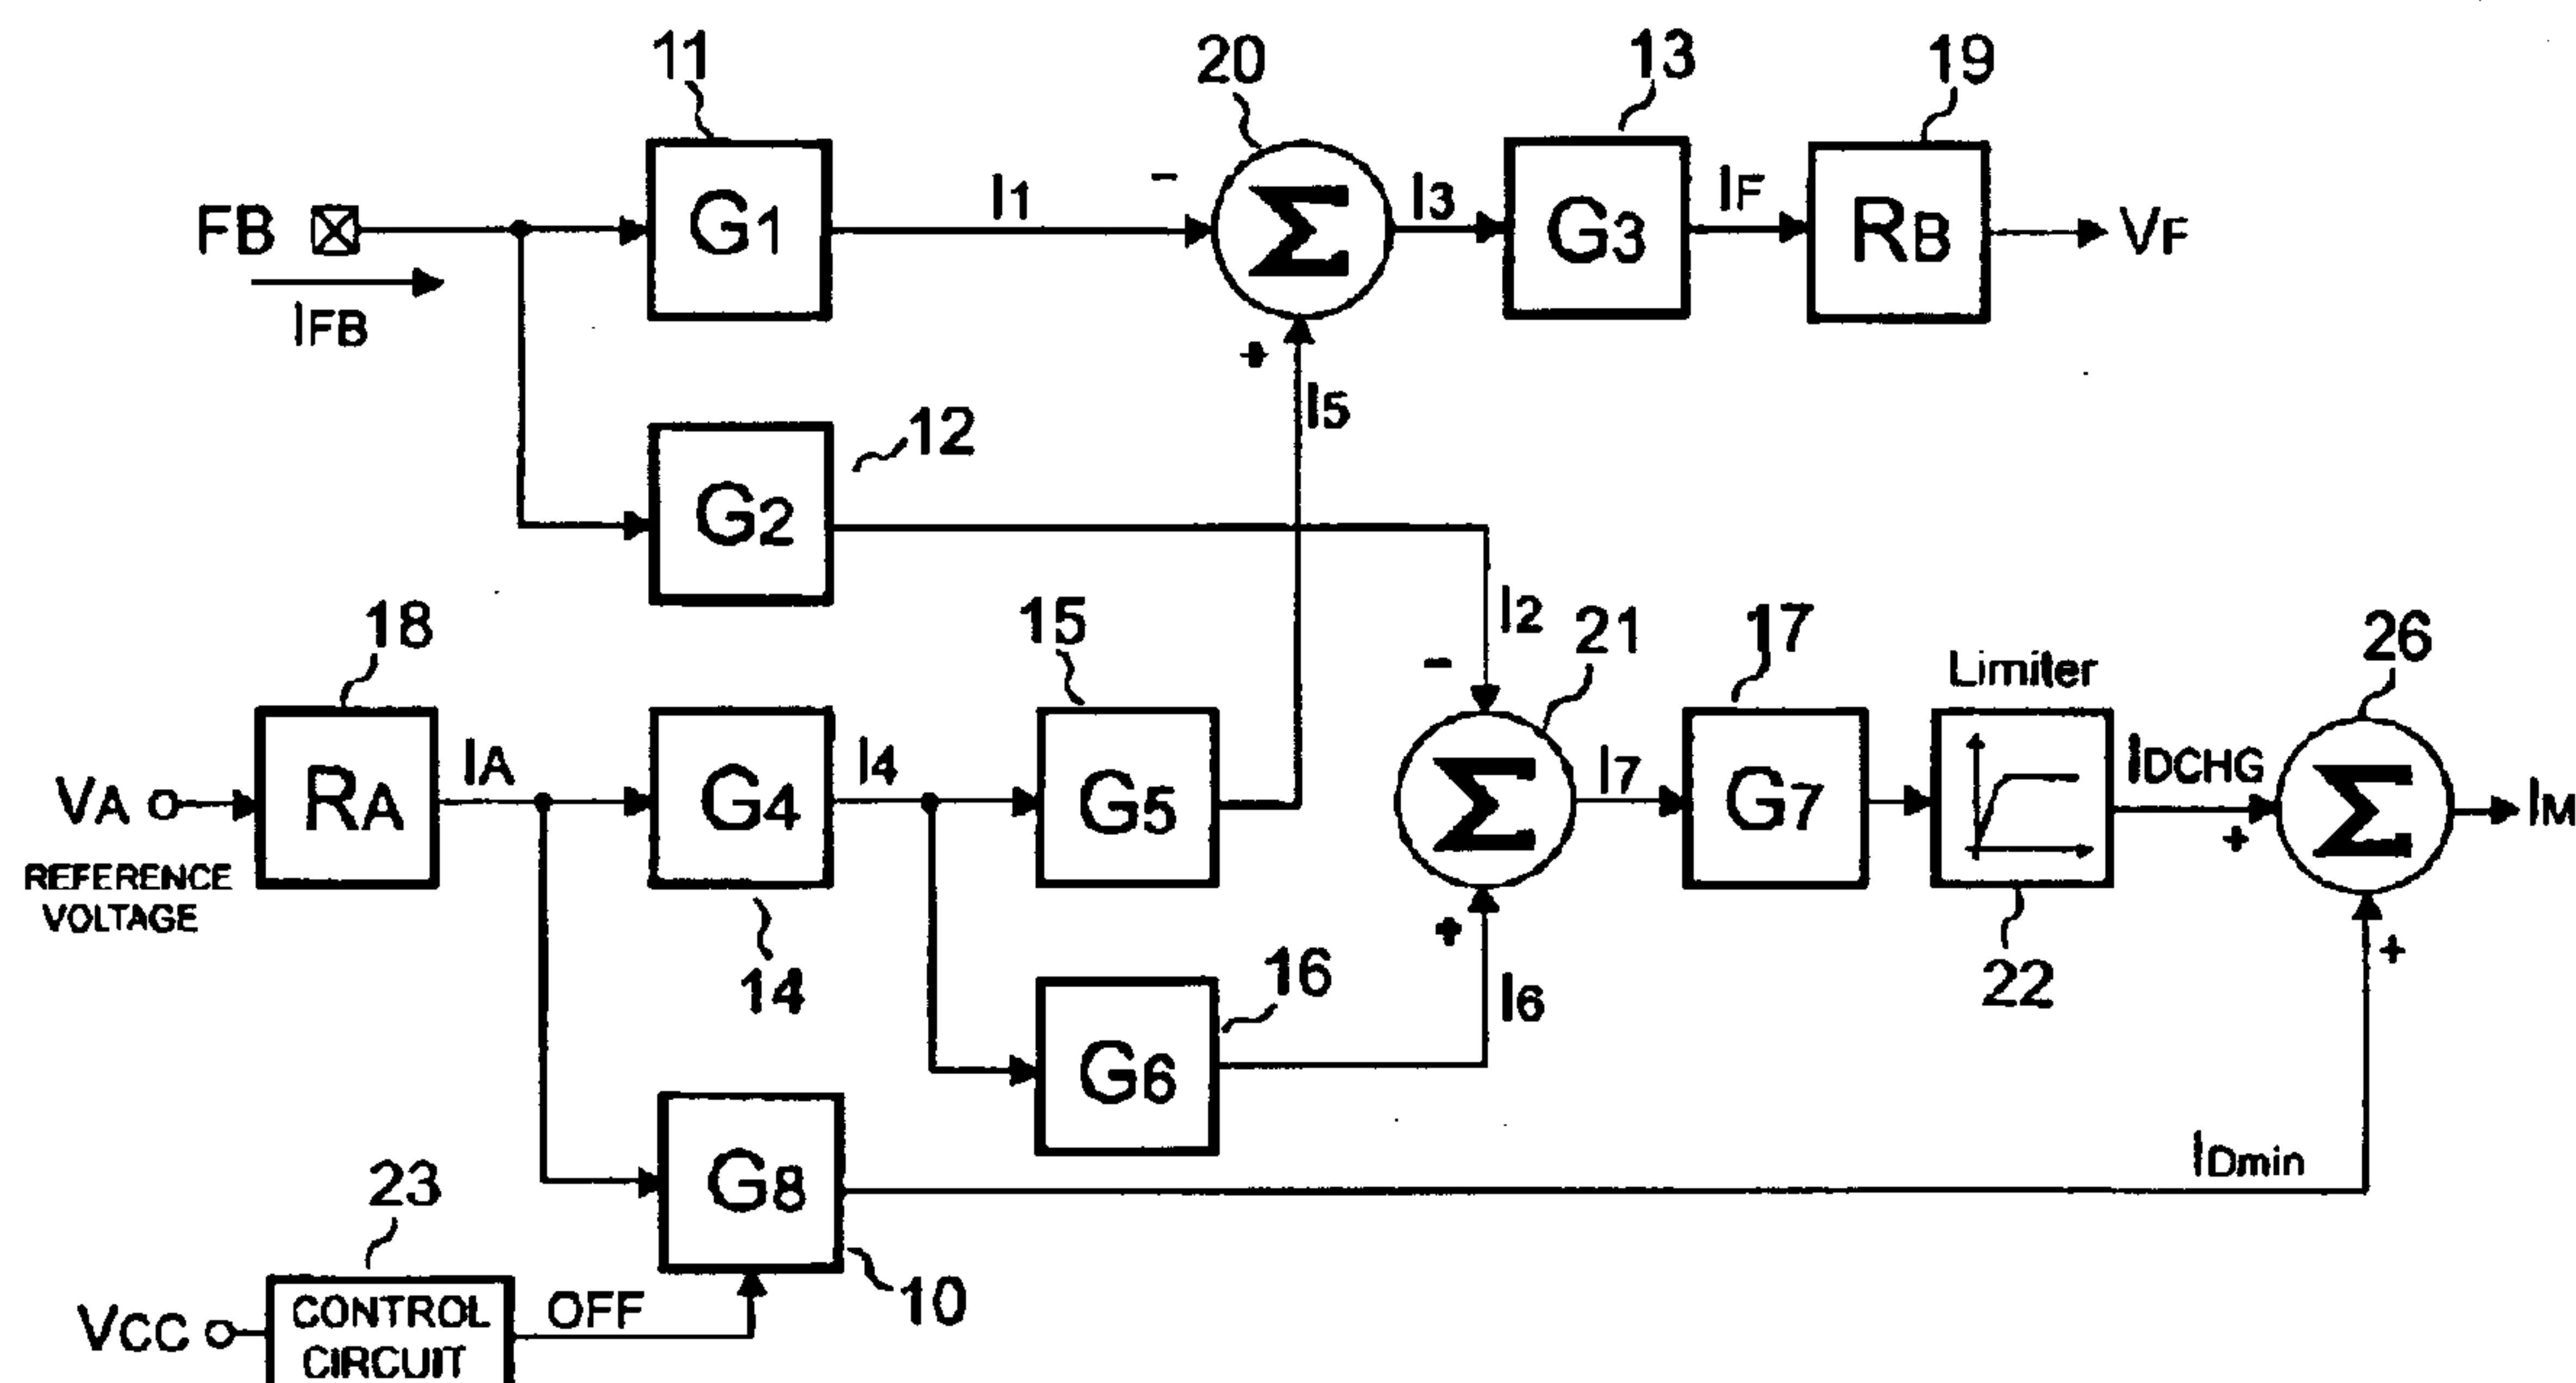 11
20
13
19
FB
IFB
G1
I1
-
Σ
I3
G3
IF
RB
VF
+
I5
12
G2
I2
18
15
-
21
17
Limiter
26
VA
REFERENCE
VOLTAGE
RA
IA
G4
I4
G5
Σ
I7
G7
IDCHG
+
Σ
IM
14
+
I6
16
22
+
G6
G8
IDmin
23
10
VCC
CONTROL
CIRCUIT
OFF